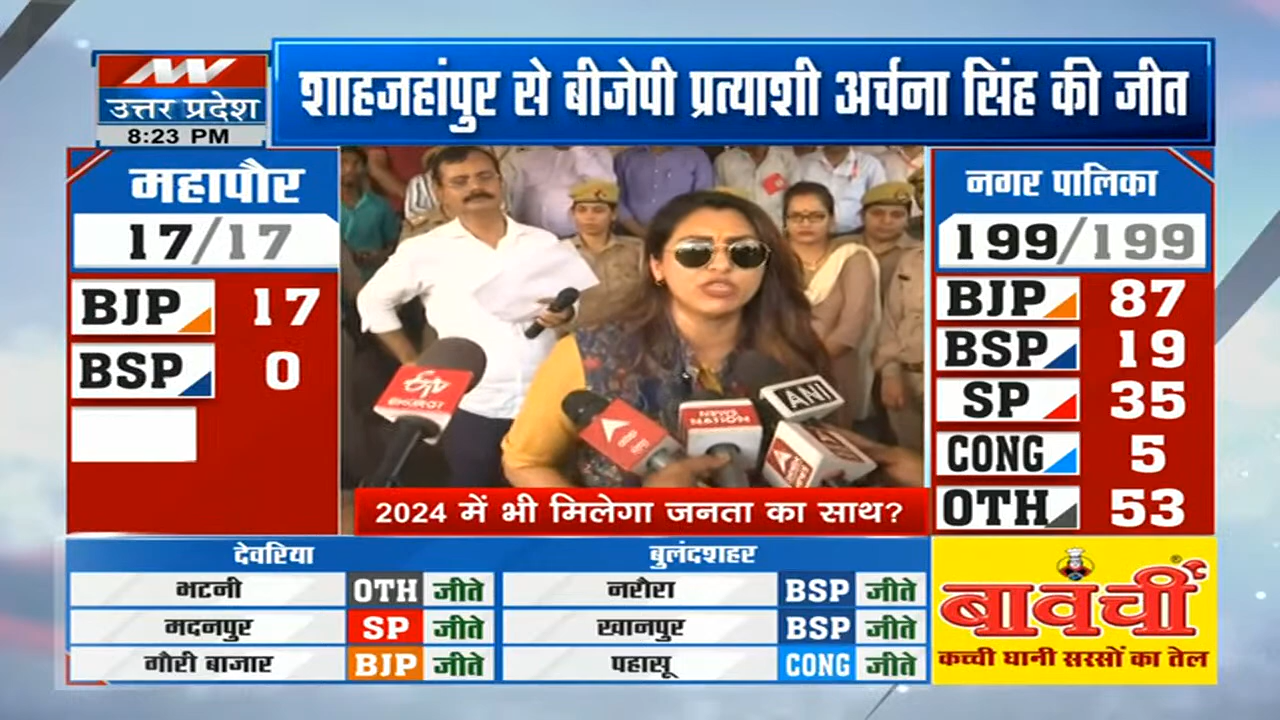 उत्तर प्रदेश
8:23 PM
शाहजहांपुर से बीजेपी प्रत्याशी अर्चना सिंह की जीत
महापौर
17/17
BJP 17
BSP 0
नगर पालिका
199/199
BJP 87
BSP 19
SP 35
CONG 5
OTH 53
ANI
NEWS NATION
2024 में भी मिलेगा जनता का साथ?
देवरिया
भटनी OTH जीते
मदनपुर SP जीते
गौरी बाजार BJP जीते
बुलंदशहर
नरौरा BSP जीते
खानपुर BSP जीते
पहासू CONG जीते
बावर्ची
कच्ची घानी सरसों का तेल